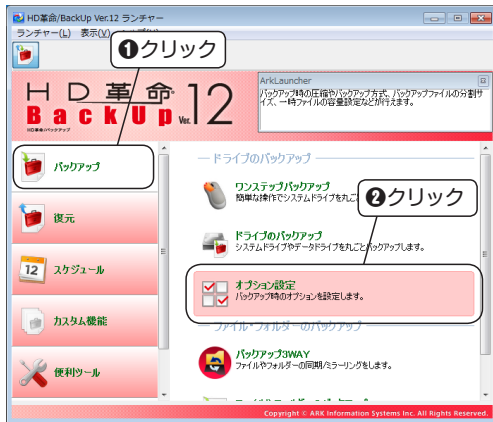 HD革命/BackUp Ver.12 ランチャー
ランチャー(L) 表示(V)
❶クリック
HD革命
BackUp Ver.12
HD革命/バックアップ
ArkLauncher
バックアップ時の圧縮やバックアップ方式、バックアップファイルの分割サ
イズ、一時ファイルの容量設定などが行えます。
バックアップ
復元
12 スケジュール
カスタム機能
便利ツール
ドライブのバックアップ
ワンステップバックアップ
簡単な操作でシステムドライブを丸ご
❷クリック
ドライブのバックアップ
システムドライブやデータドライブを丸ごとバックアップします。
オプション設定
バックアップ時のオプションを設定します。
ファイル・フォルダーのバックアップ
バックアップ3WAY
ファイルやフォルダーの同期/ミラーリングをします。
Copyright © ARK Information Systems Inc. All Rights Reserved.